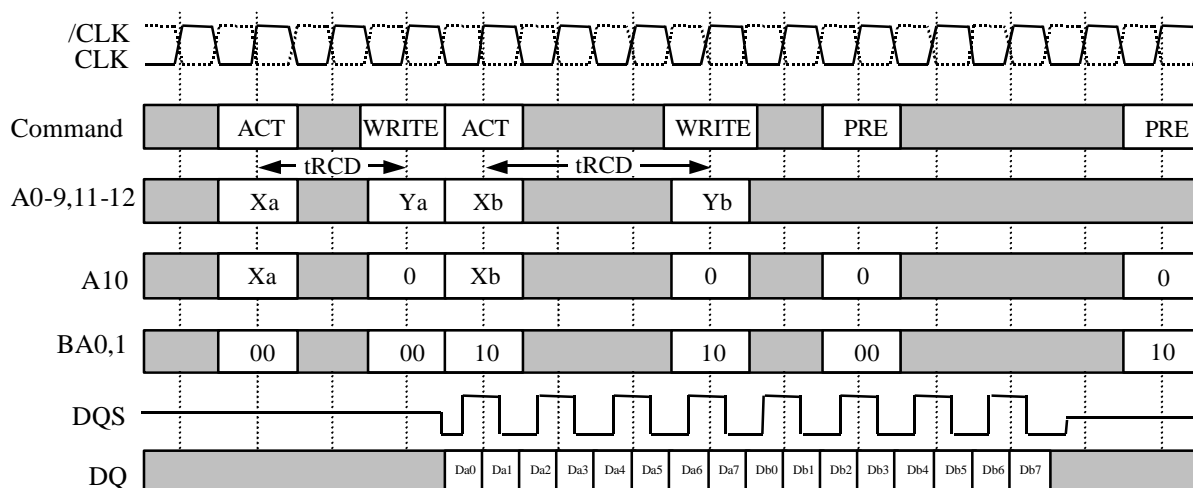 /CLK
CLK
Command ACT WRITE ACT WRITE PRE PRE
tRCD tRCD
A0-9,11-12 Xa Ya Xb Yb
A10 Xa 0 Xb 0 0 0
BA0,1 00 00 10 10 00 10
DQS
DQ Da0 Da1 Da2 Da3 Da4 Da5 Da6 Da7 Db0 Db1 Db2 Db3 Db4 Db5 Db6 Db7